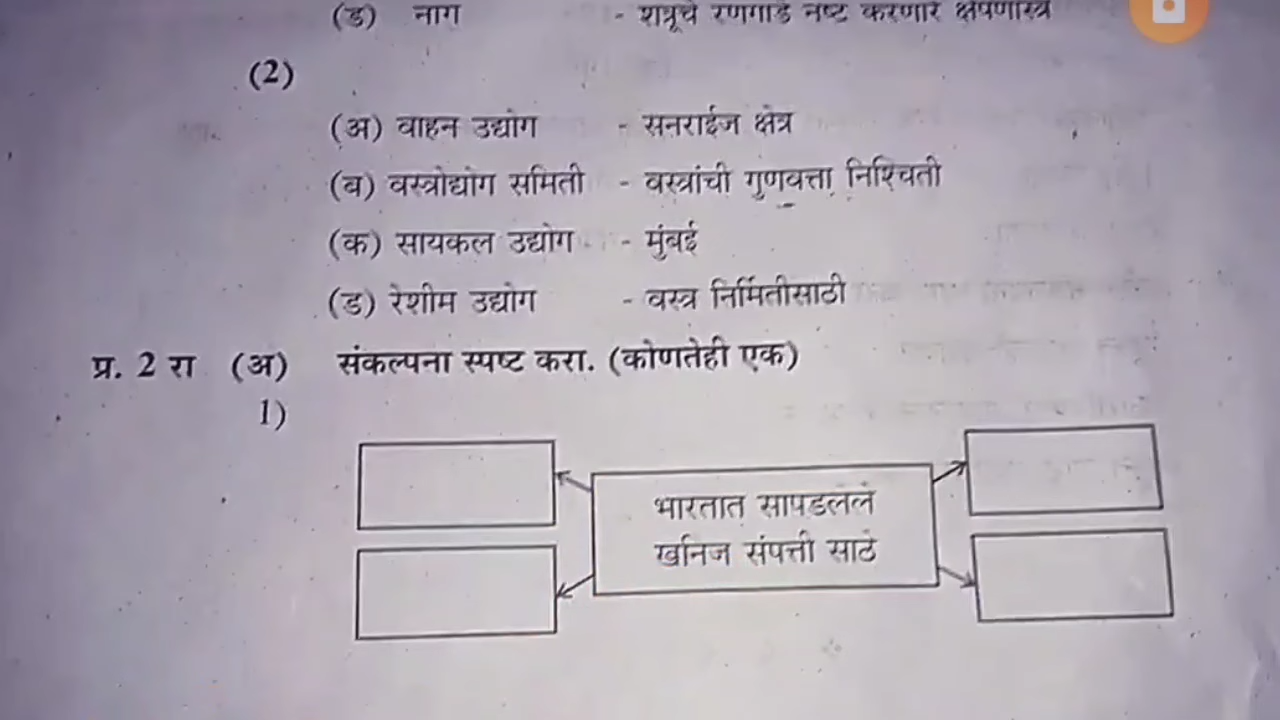 (ड) नाग - शत्रूचे रणगाडे नष्ट करणारे क्षेपणास्त्र
(2)
(अ) वाहन उद्योग - सनराईज क्षेत्र
(ब) वस्त्रोद्योग समिती - वस्त्रांची गुणवत्ता निश्चिती
(क) सायकल उद्योग - मुंबई
(ड) रेशीम उद्योग - वस्त्र निर्मितीसाठी
प्र. 2 रा (अ) संकल्पना स्पष्ट करा. (कोणतेही एक)
1)
भारतात सापडलेले
खनिज संपत्ती साठे